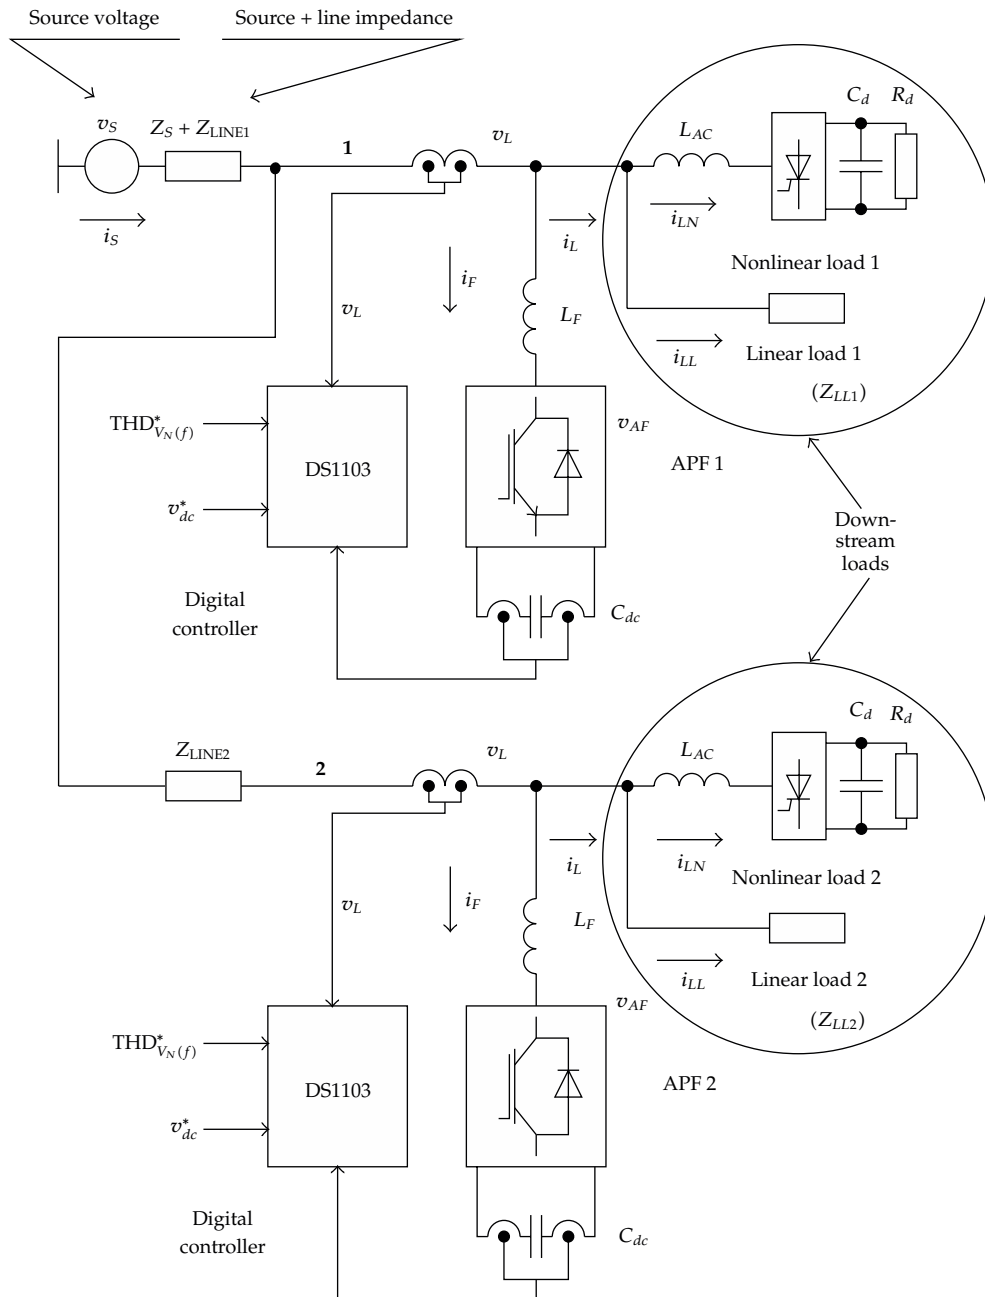 Source voltage
Source + line impedance
v_S
Z_S + Z_LINE1
1
v_L
L_AC
C_d
R_d
i_S
i_L
i_LN
i_F
v_L
L_F
Nonlinear load 1
i_LL
Linear load 1
(Z_LL1)
THD*_{V_N(f)}
v_AF
DS1103
APF 1
v*_dc
Down-
stream
loads
Digital
controller
C_dc
Z_LINE2
2
v_L
L_AC
C_d
R_d
i_L
i_LN
i_F
v_L
L_F
Nonlinear load 2
i_LL
Linear load 2
v_AF
(Z_LL2)
THD*_{V_N(f)}
DS1103
APF 2
v*_dc
Digital
controller
C_dc